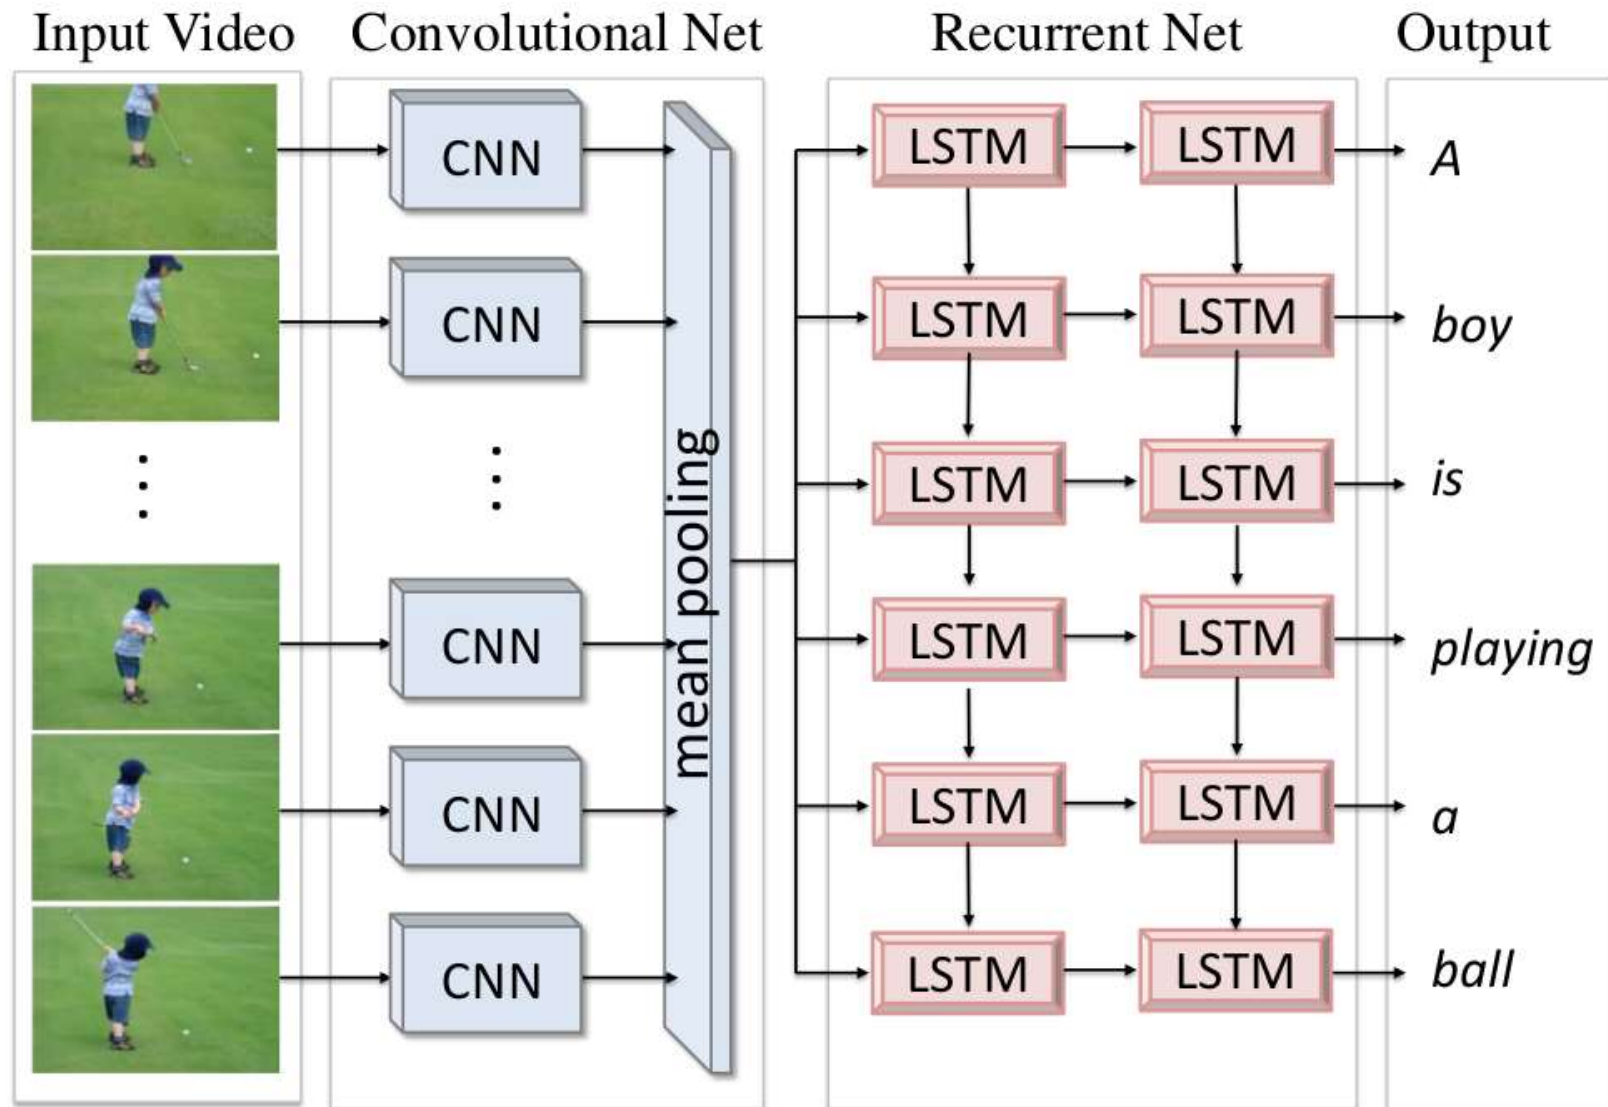 Input Video Convolutional Net Recurrent Net Output
CNN LSTM LSTM A
CNN LSTM LSTM boy
mean pooling
LSTM LSTM is
CNN LSTM LSTM playing
CNN LSTM LSTM a
CNN LSTM LSTM ball